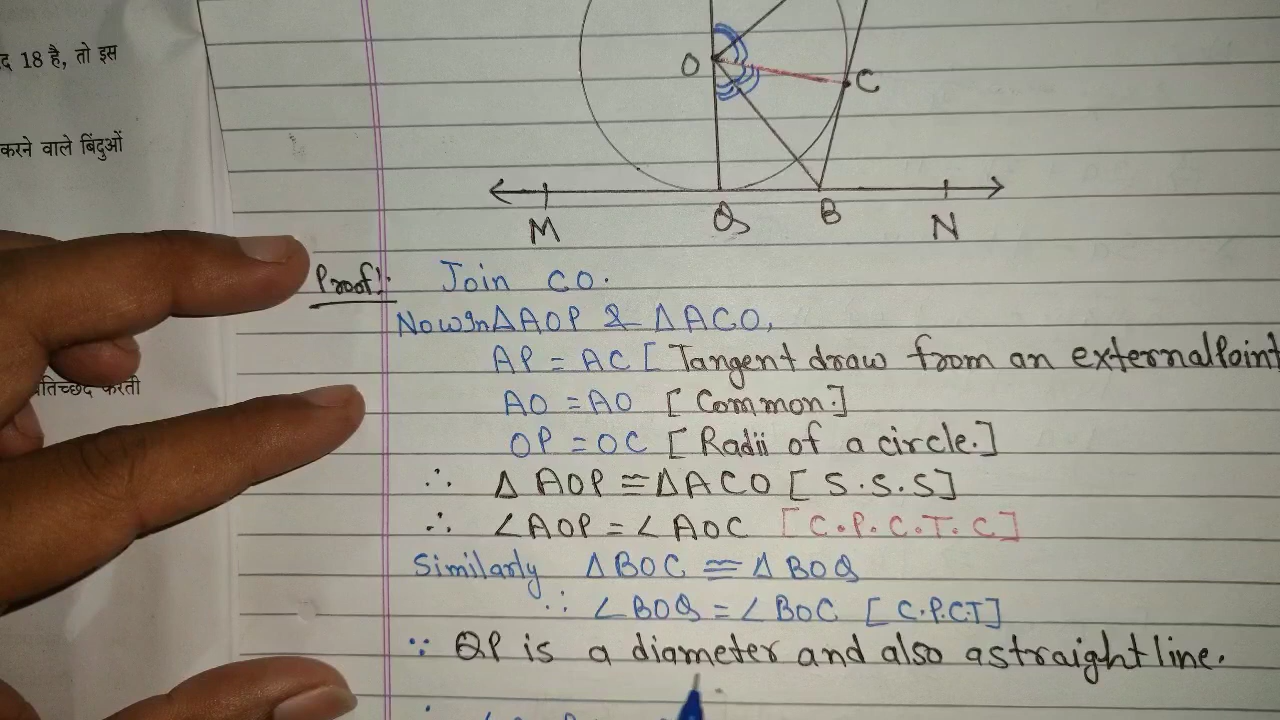 द 18 है, तो इस
करने वाले बिंदुओं
प्रतिच्छेद करती
O
C
M Q B N
Proof:- Join CO.
Now In ΔAOP & ΔACO,
AP = AC [Tangent draw from an external Point
AO = AO [Common.]
OP = OC [Radii of a circle.]
∴ ΔAOP ≅ ΔACO [S.S.S]
∴ ∠AOP = ∠AOC [C.P.C.T.C]
Similarly ΔBOC ≅ ΔBOQ
∴ ∠BOQ = ∠BOC [C.P.C.T]
∵ QP is a diameter and also a straight line.